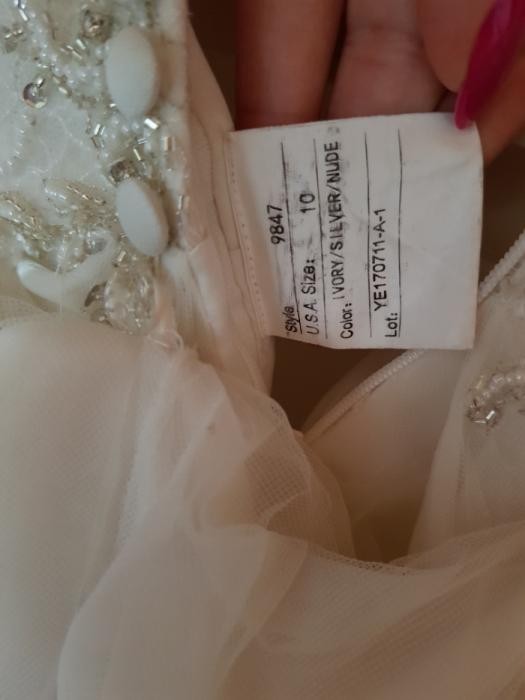 Style 9847
U.S.A. Size: 10
Color: IVORY/SILVER/NUDE
YE170711-A-1
Lot: